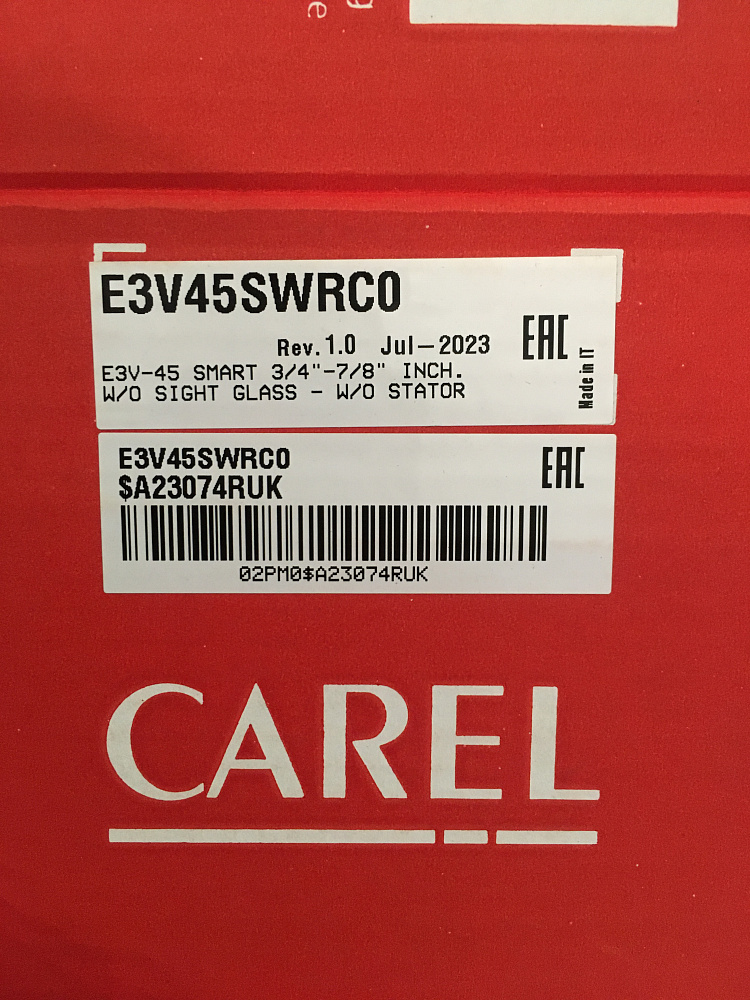 E3V45SWRC0
Rev. 1.0 Jul-2023
EAC
Made in IT
E3V-45 SMART 3/4"-7/8" INCH.
W/O SIGHT GLASS - W/O STATOR
E3V45SWRC0
EAC
$A23074RUK
02PM0$A23074RUK
CAREL